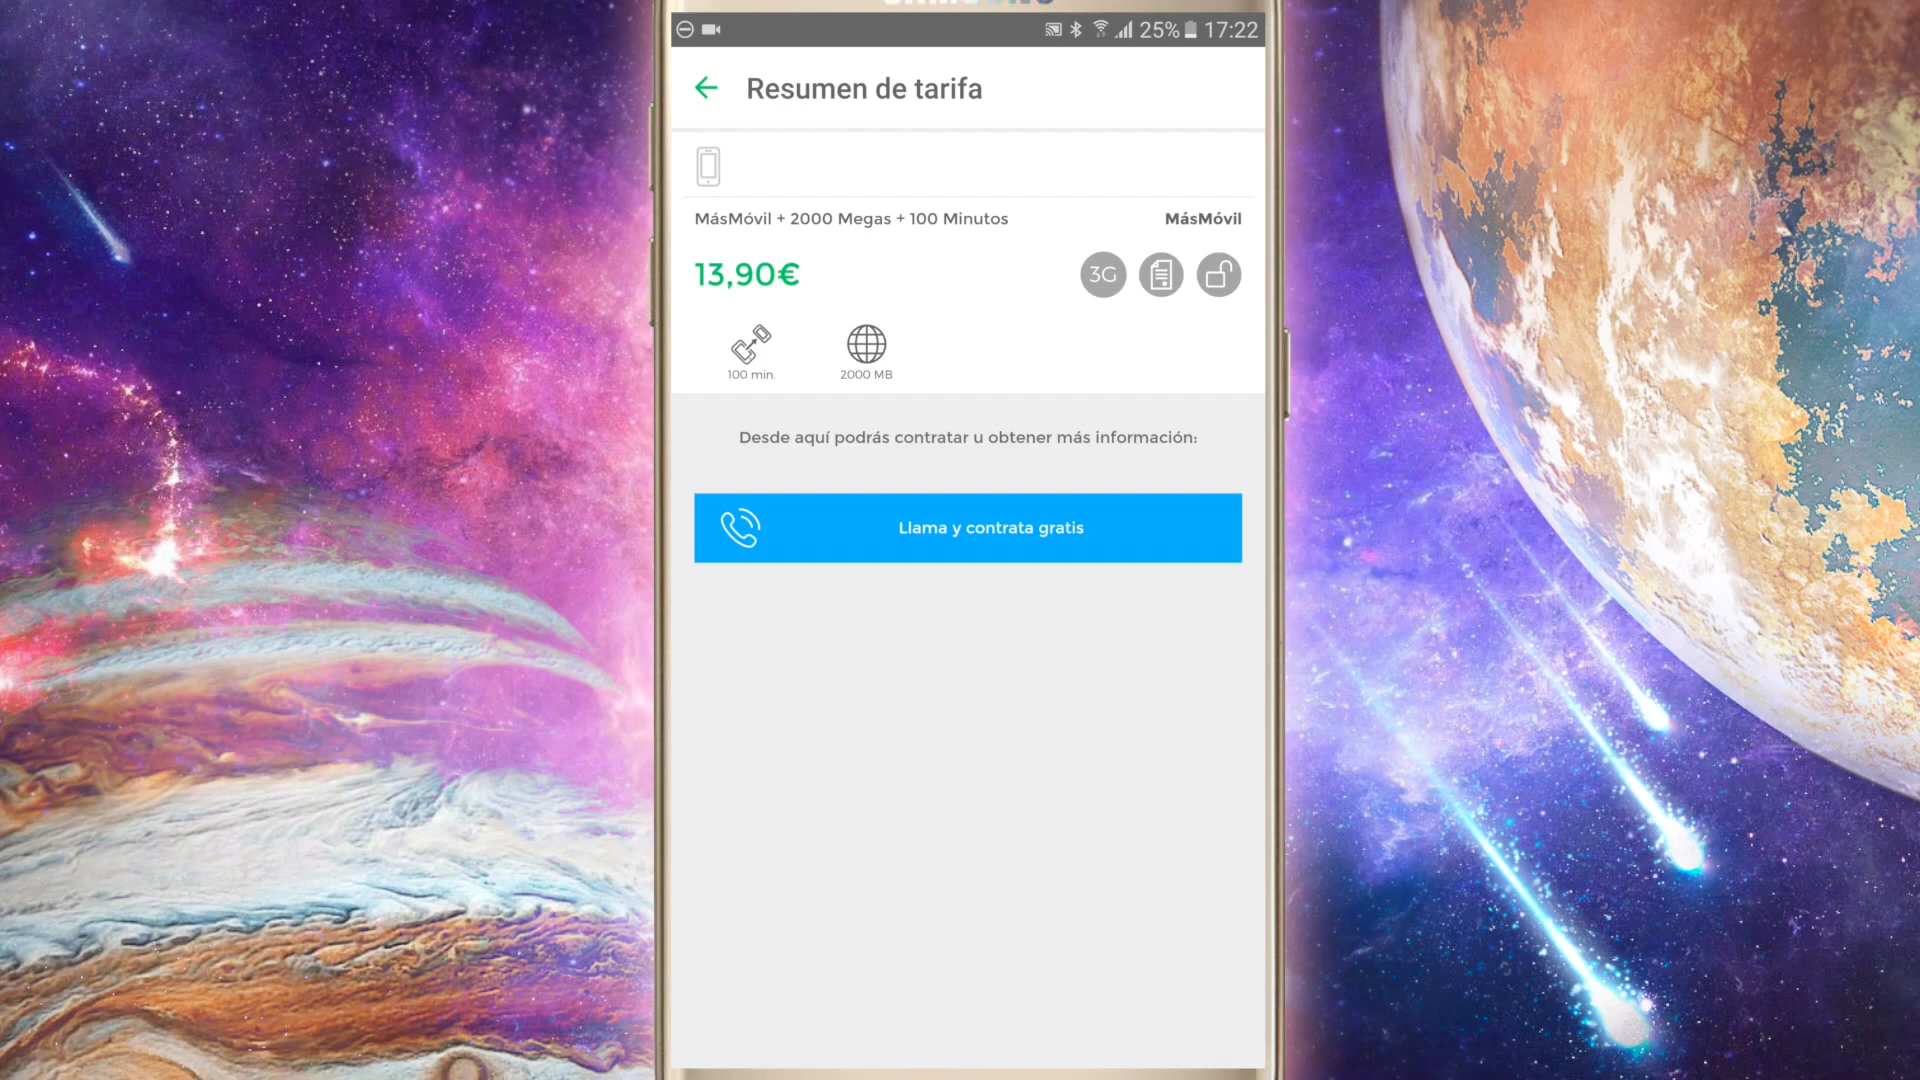 25% 17:22
Resumen de tarifa
MásMóvil + 2000 Megas + 100 Minutos MásMóvil
13,90€ 3G
100 min. 2000 MB
Desde aquí podrás contratar u obtener más información:
Llama y contrata gratis